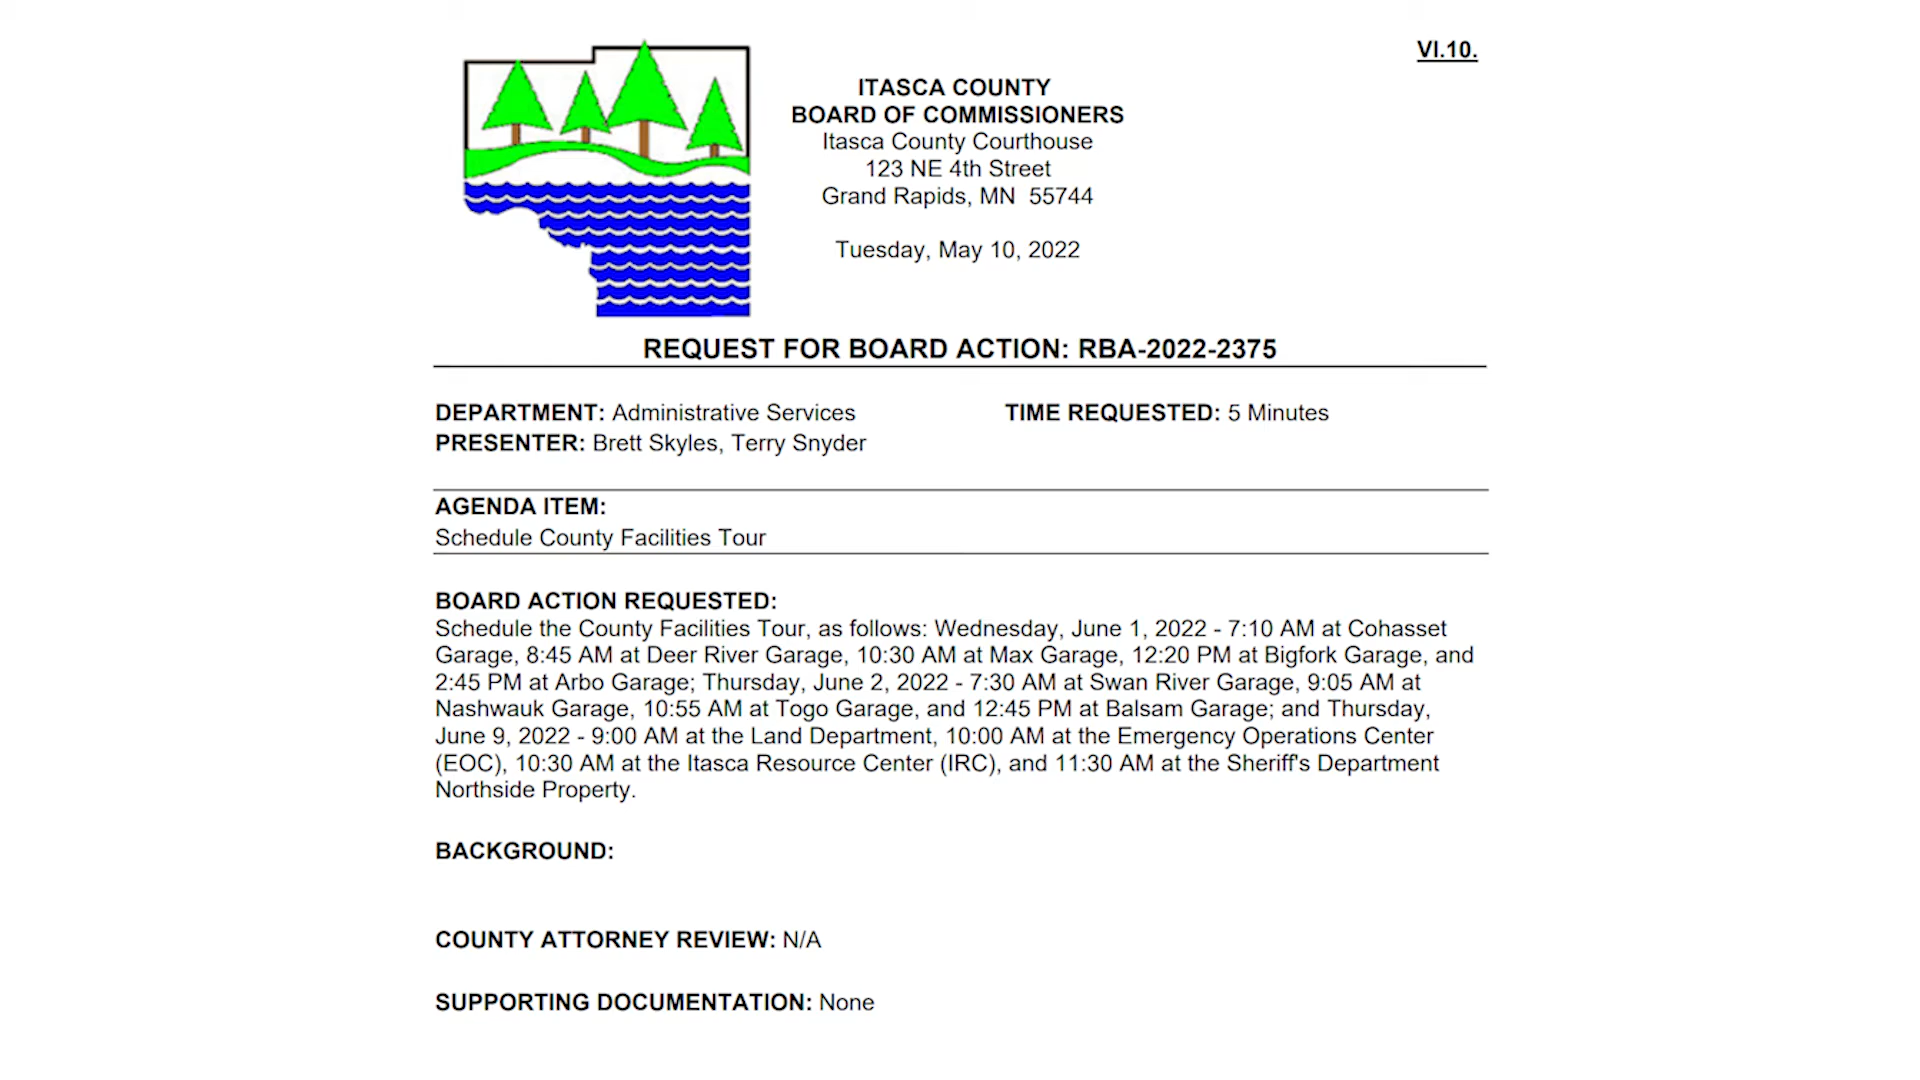 VI.10.
ITASCA COUNTY
BOARD OF COMMISSIONERS
Itasca County Courthouse
123 NE 4th Street
Grand Rapids, MN  55744
Tuesday, May 10, 2022
REQUEST FOR BOARD ACTION: RBA-2022-2375
DEPARTMENT: Administrative Services TIME REQUESTED: 5 Minutes
PRESENTER: Brett Skyles, Terry Snyder
AGENDA ITEM:
Schedule County Facilities Tour
BOARD ACTION REQUESTED:
Schedule the County Facilities Tour, as follows: Wednesday, June 1, 2022 - 7:10 AM at Cohasset
Garage, 8:45 AM at Deer River Garage, 10:30 AM at Max Garage, 12:20 PM at Bigfork Garage, and
2:45 PM at Arbo Garage; Thursday, June 2, 2022 - 7:30 AM at Swan River Garage, 9:05 AM at
Nashwauk Garage, 10:55 AM at Togo Garage, and 12:45 PM at Balsam Garage; and Thursday,
June 9, 2022 - 9:00 AM at the Land Department, 10:00 AM at the Emergency Operations Center
(EOC), 10:30 AM at the Itasca Resource Center (IRC), and 11:30 AM at the Sheriff's Department
Northside Property.
BACKGROUND:
COUNTY ATTORNEY REVIEW: N/A
SUPPORTING DOCUMENTATION: None